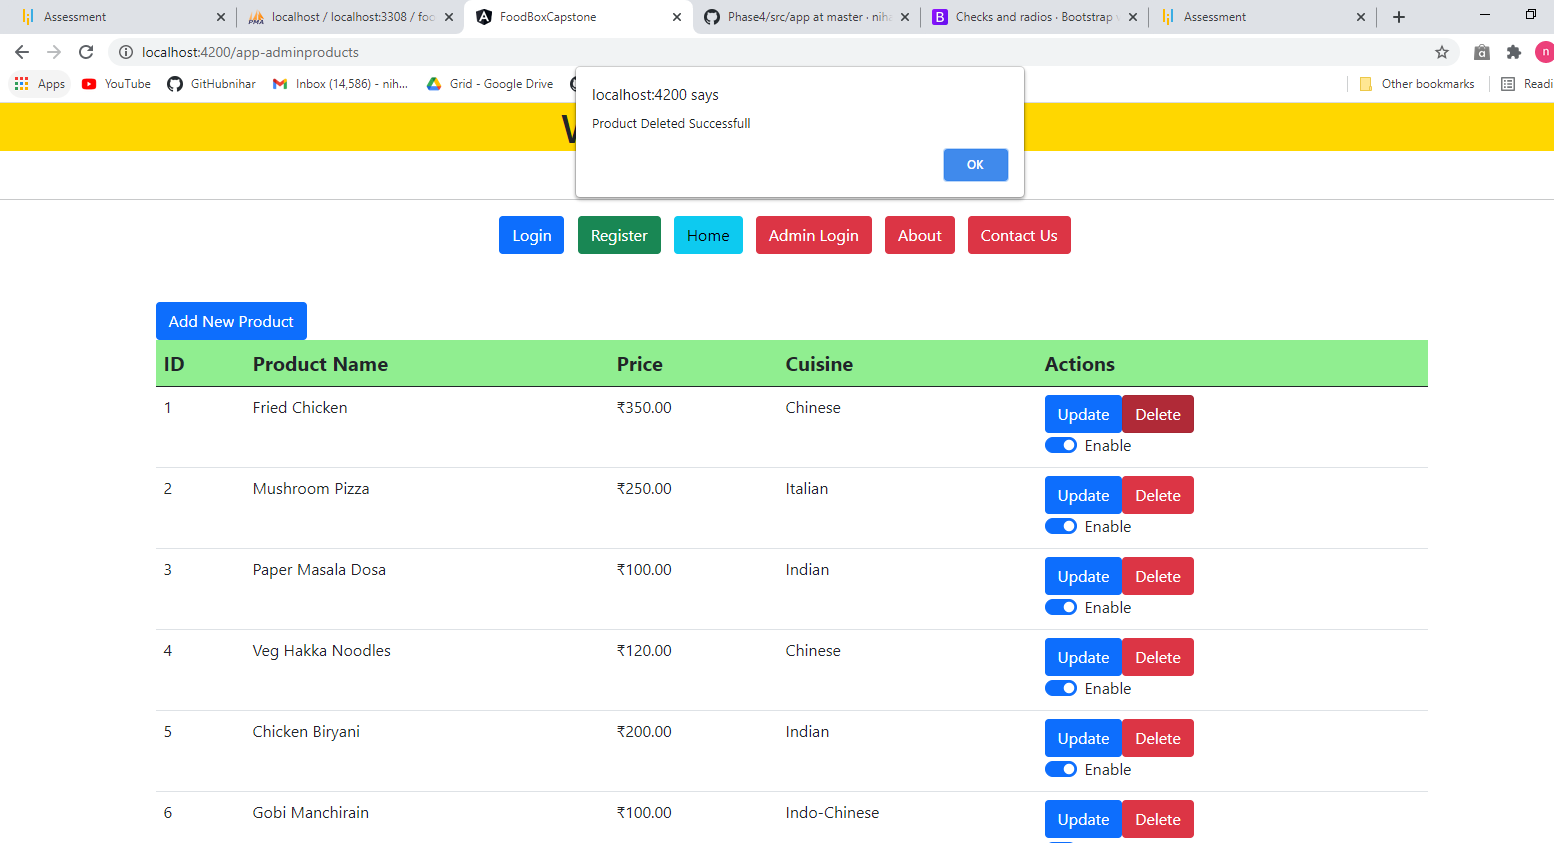 Assessment
localhost / localhost:3308 / foo
FoodBoxCapstone
Phase4/src/app at master · niha
Checks and radios · Bootstrap v
Assessment
localhost:4200/app-adminproducts
n
Apps
YouTube
GitHubnihar
Inbox (14,586) - nih...
Grid - Google Drive
Other bookmarks
Readi
localhost:4200 says
Product Deleted Successfull
OK
Login
Register
Home
Admin Login
About
Contact Us
Add New Product
ID Product Name Price Cuisine Actions
1 Fried Chicken ₹350.00 Chinese Update Delete
Enable
2 Mushroom Pizza ₹250.00 Italian Update Delete
Enable
3 Paper Masala Dosa ₹100.00 Indian Update Delete
Enable
4 Veg Hakka Noodles ₹120.00 Chinese Update Delete
Enable
5 Chicken Biryani ₹200.00 Indian Update Delete
Enable
6 Gobi Manchirain ₹100.00 Indo-Chinese Update Delete